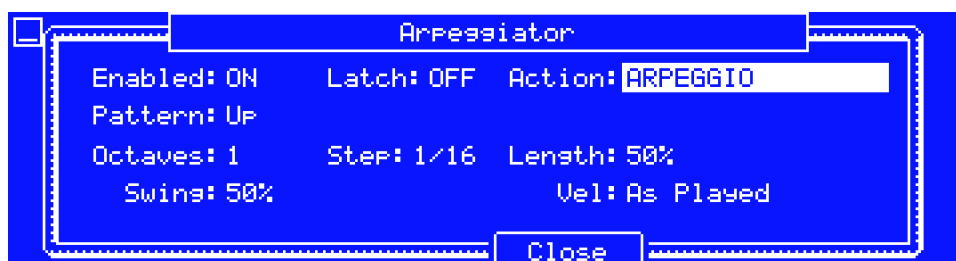 Arpeggiator
Enabled: ON Latch: OFF Action: ARPEGGIO
Pattern: Up
Octaves: 1 Step: 1/16 Length: 50%
Swing: 50% Vel: As Played
Close